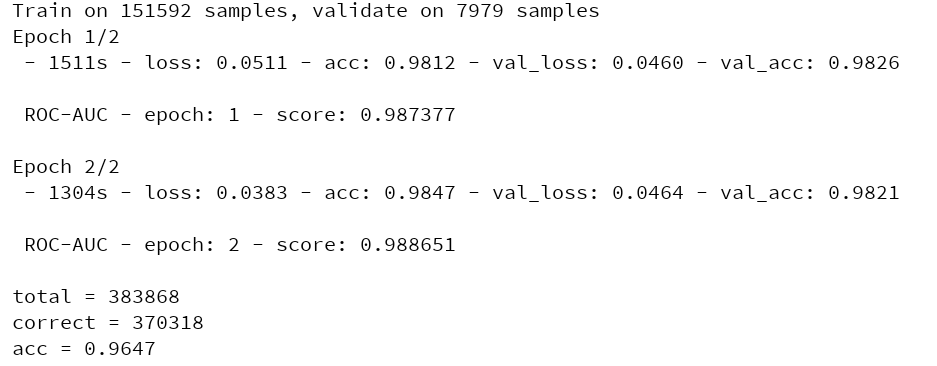 Train on 151592 samples, validate on 7979 samples
Epoch 1/2
- 1511s - loss: 0.0511 - acc: 0.9812 - val_loss: 0.0460 - val_acc: 0.9826
ROC-AUC - epoch: 1 - score: 0.987377
Epoch 2/2
- 1304s - loss: 0.0383 - acc: 0.9847 - val_loss: 0.0464 - val_acc: 0.9821
ROC-AUC - epoch: 2 - score: 0.988651
total = 383868
correct = 370318
acc = 0.9647